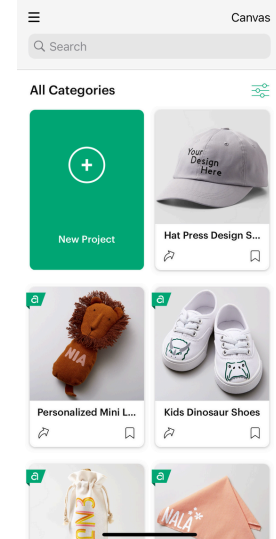 Canvas
Search
All Categories
New Project
Your
Design
Here
Hat Press Design S...
NIA
Personalized Mini L...
Kids Dinosaur Shoes
ENS
NALA